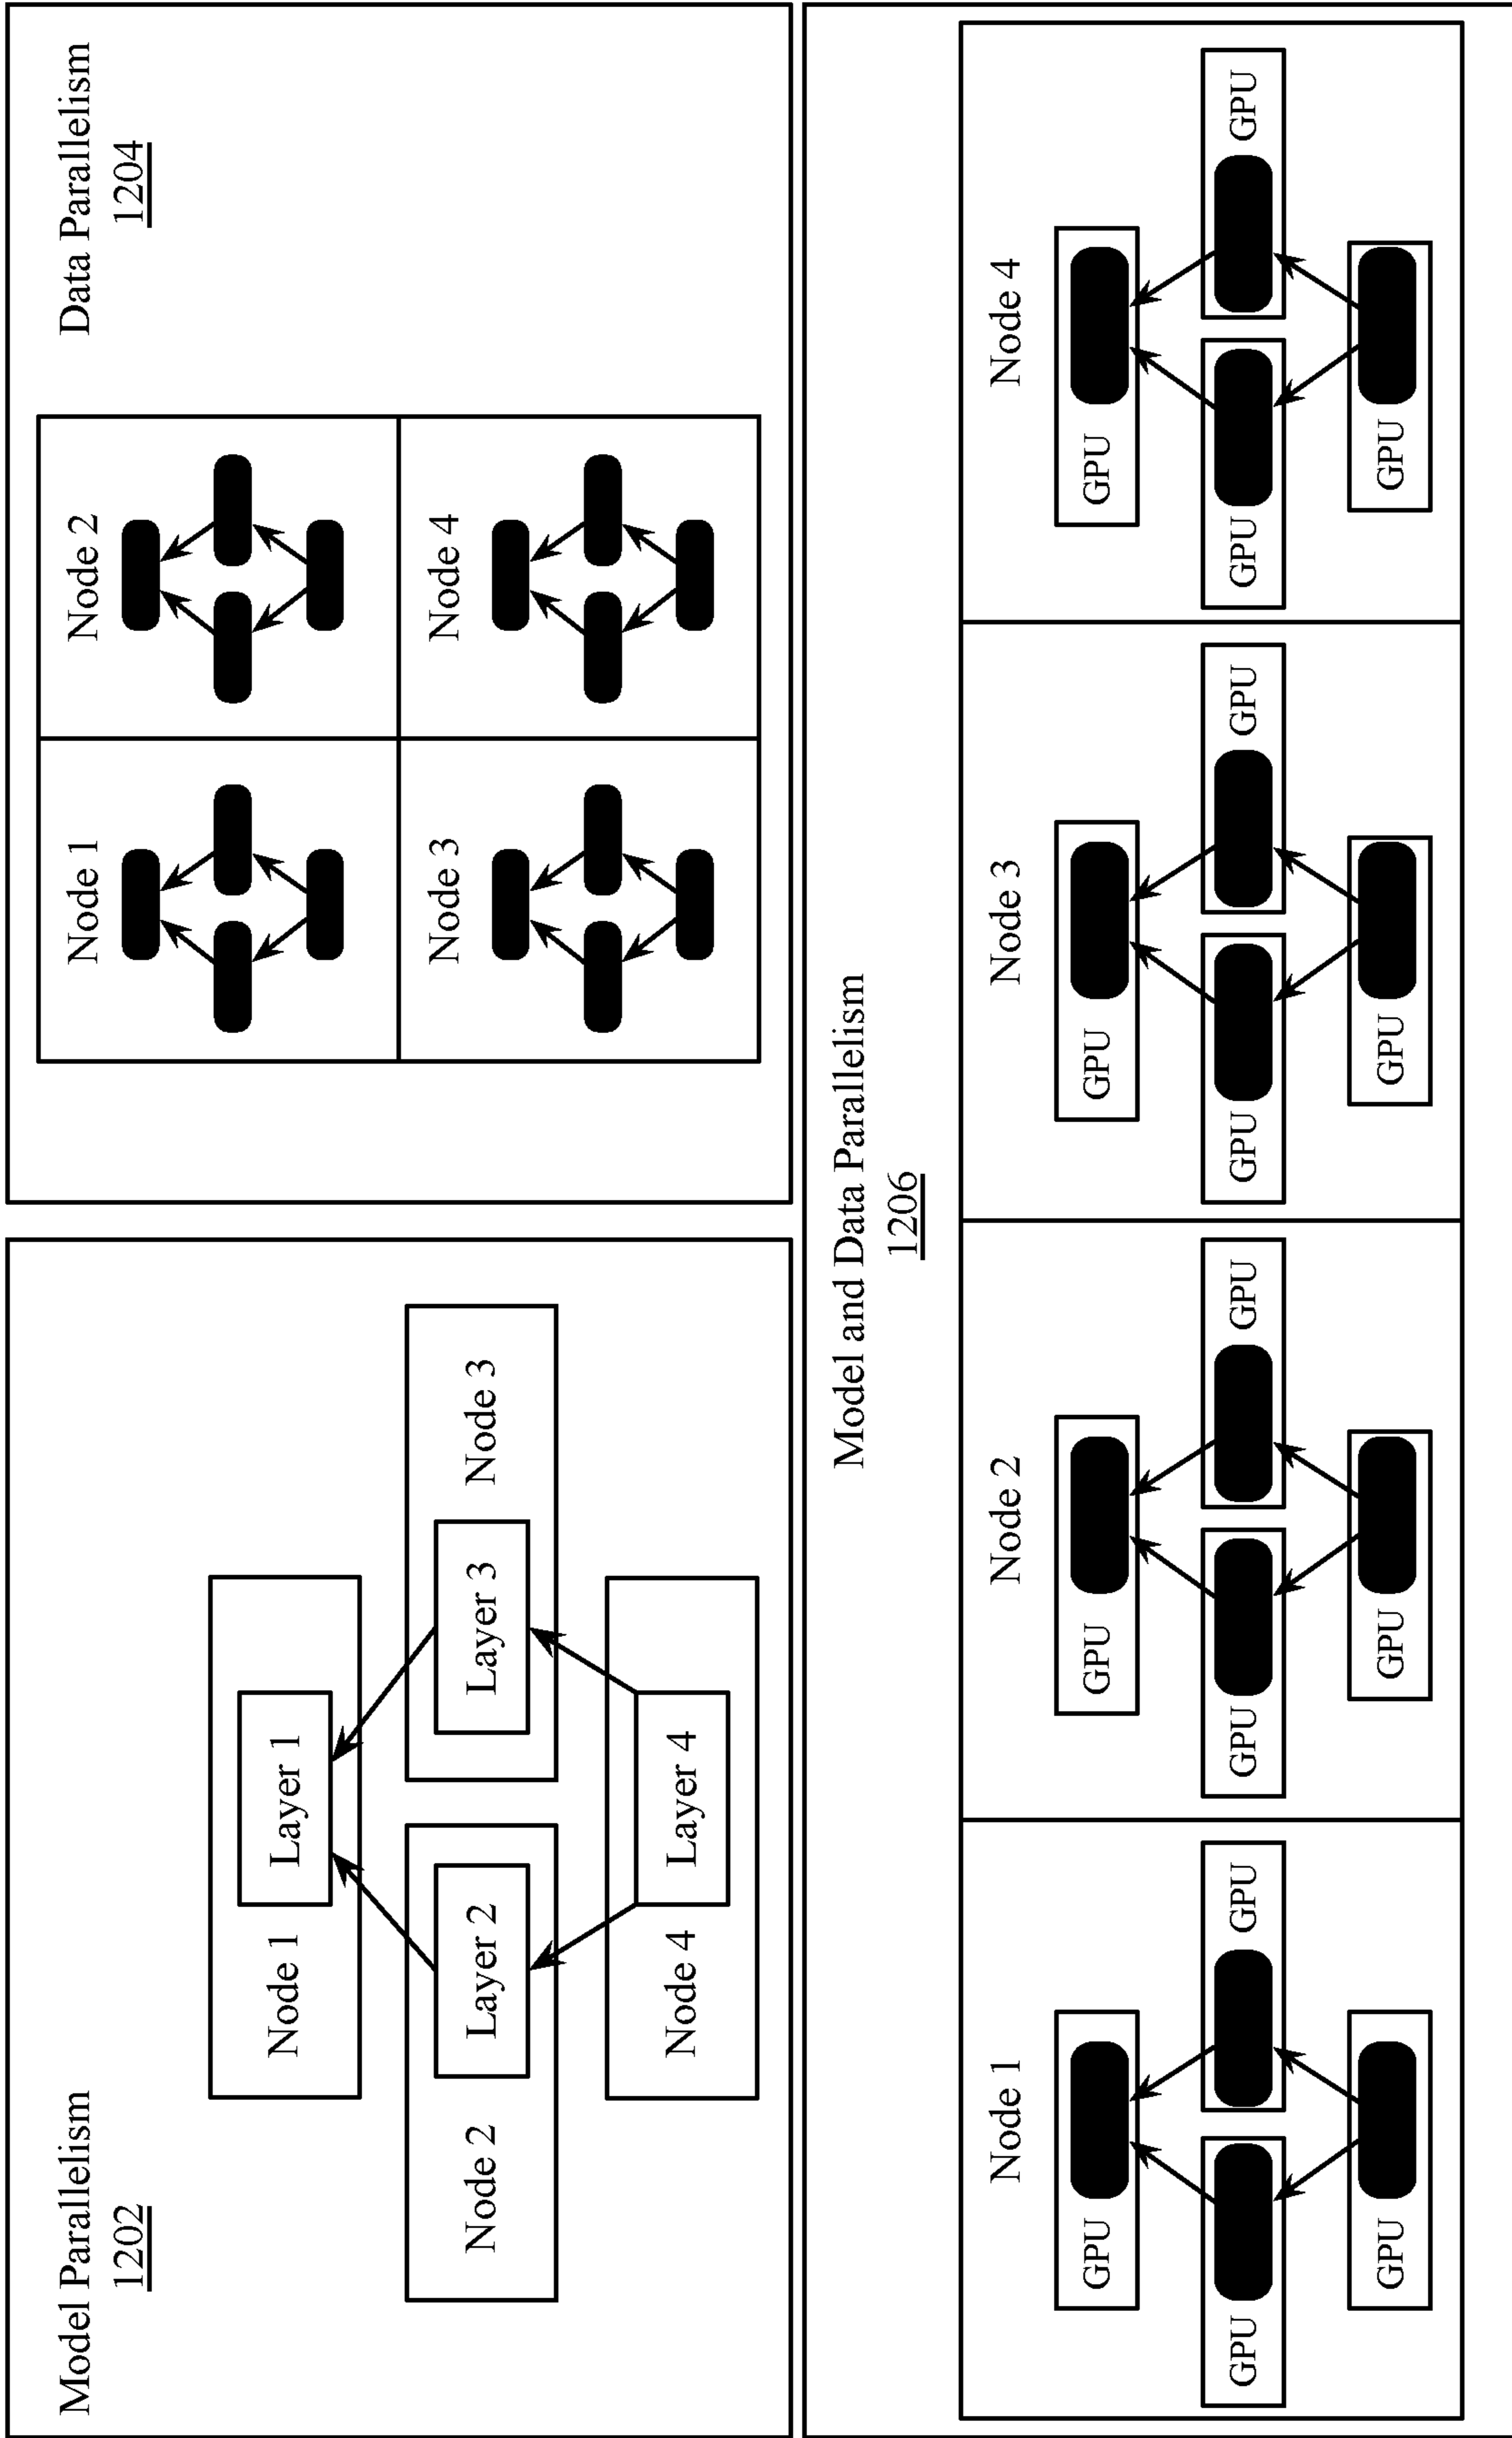 Model Parallelism
1202
Node 1
Layer 1
Node 2
Layer 2
Layer 3
Node 3
Node 4
Layer 4
Data Parallelism
1204
Node 1
Node 2
Node 3
Node 4
Model and Data Parallelism
1206
Node 1
GPU
GPU
GPU
GPU
Node 2
GPU
GPU
GPU
GPU
Node 3
GPU
GPU
GPU
GPU
Node 4
GPU
GPU
GPU
GPU